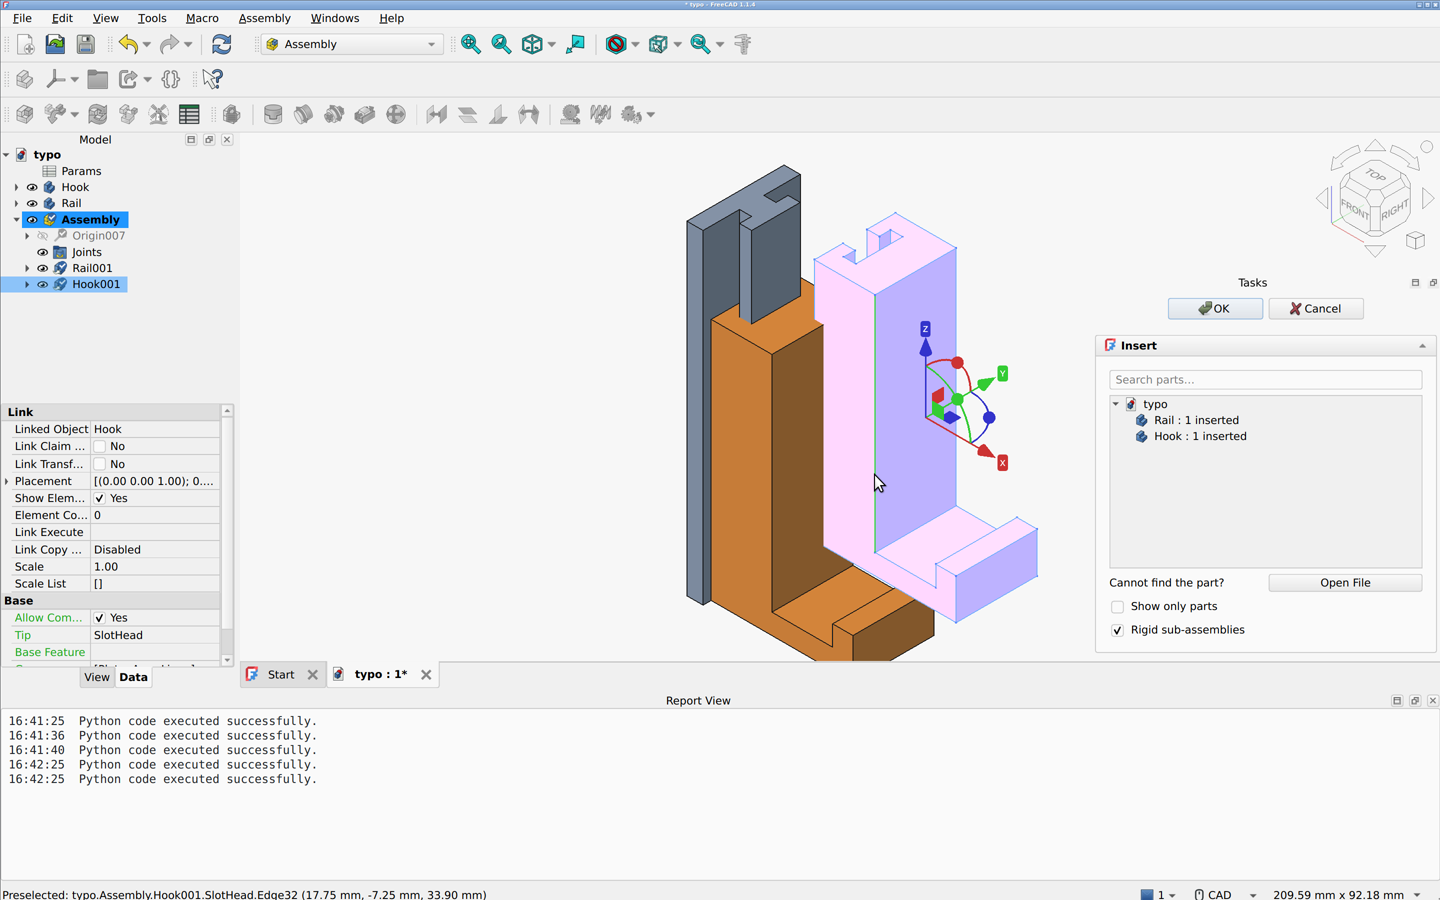 * typo - FreeCAD 1.1.4
File Edit View Tools Macro Assembly Windows Help
Assembly
Model
typo
Params
Hook
Rail
Assembly
Origin007
Joints
Rail001
Hook001
Link
Linked Object Hook
Link Claim ... No
Link Transf... No
Placement [(0.00 0.00 1.00); 0....
Show Elem... Yes
Element Co... 0
Link Execute
Link Copy ... Disabled
Scale 1.00
Scale List []
Base
Allow Com... Yes
Tip SlotHead
Base Feature
View Data
TOP
FRONT
RIGHT
Z
Y
X
Tasks
OK Cancel
Insert
Search parts...
typo
Rail : 1 inserted
Hook : 1 inserted
Cannot find the part? Open File
Show only parts
Rigid sub-assemblies
Start typo : 1*
Report View
16:41:25 Python code executed successfully.
16:41:36 Python code executed successfully.
16:41:40 Python code executed successfully.
16:42:25 Python code executed successfully.
16:42:25 Python code executed successfully.
Preselected: typo.Assembly.Hook001.SlotHead.Edge32 (17.75 mm, -7.25 mm, 33.90 mm) 1 CAD 209.59 mm x 92.18 mm